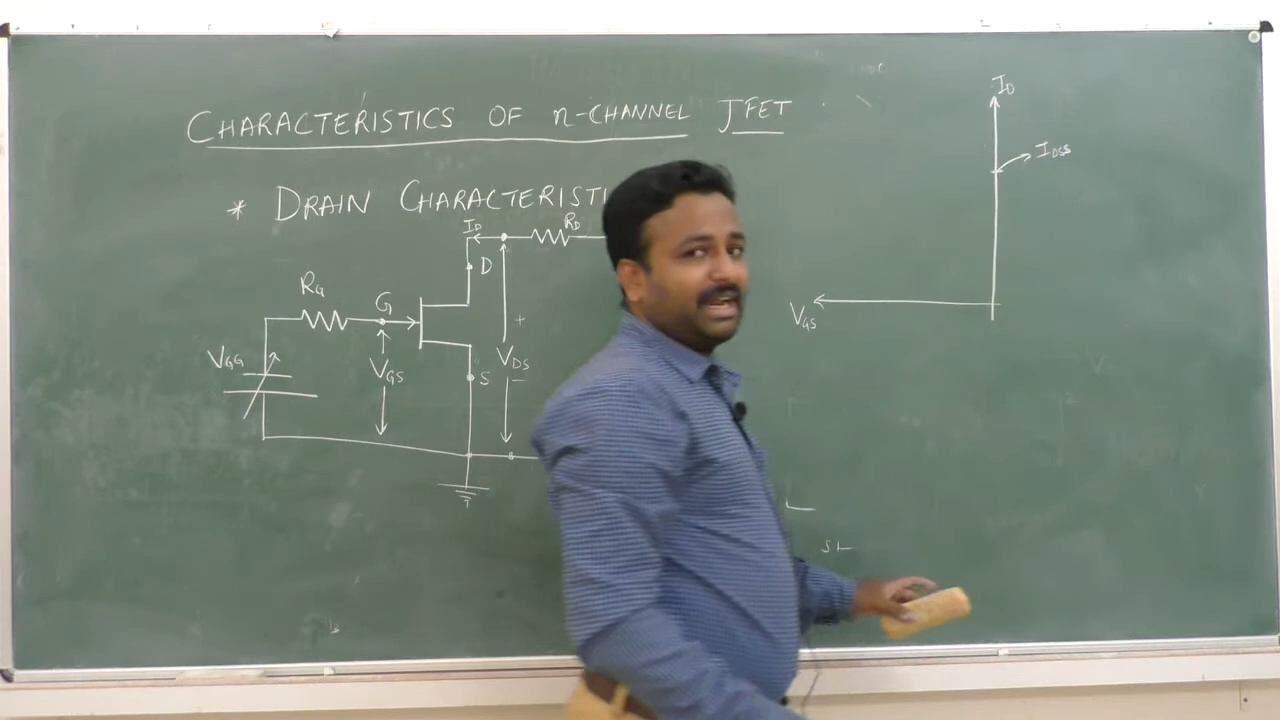 CHARACTERISTICS OF n-CHANNEL JFET
* DRAIN CHARACTERISTI
ID
RD
D
RG
G
VGG
VGS
+
VDS
−
S
ID
IDSS
VGS